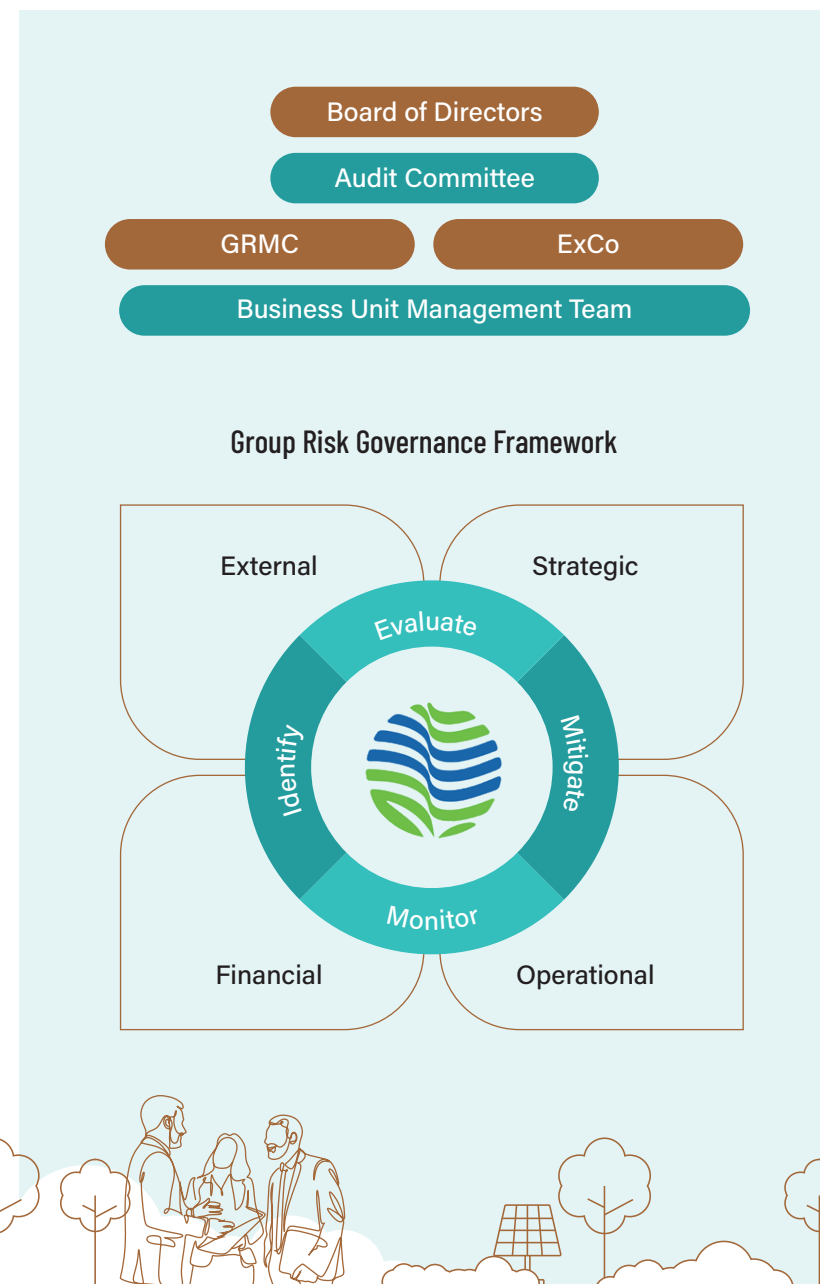 Board of Directors
Audit Committee
GRMC
ExCo
Business Unit Management Team
Group Risk Governance Framework
External
Strategic
Evaluate
Identify
Mitigate
Monitor
Financial
Operational